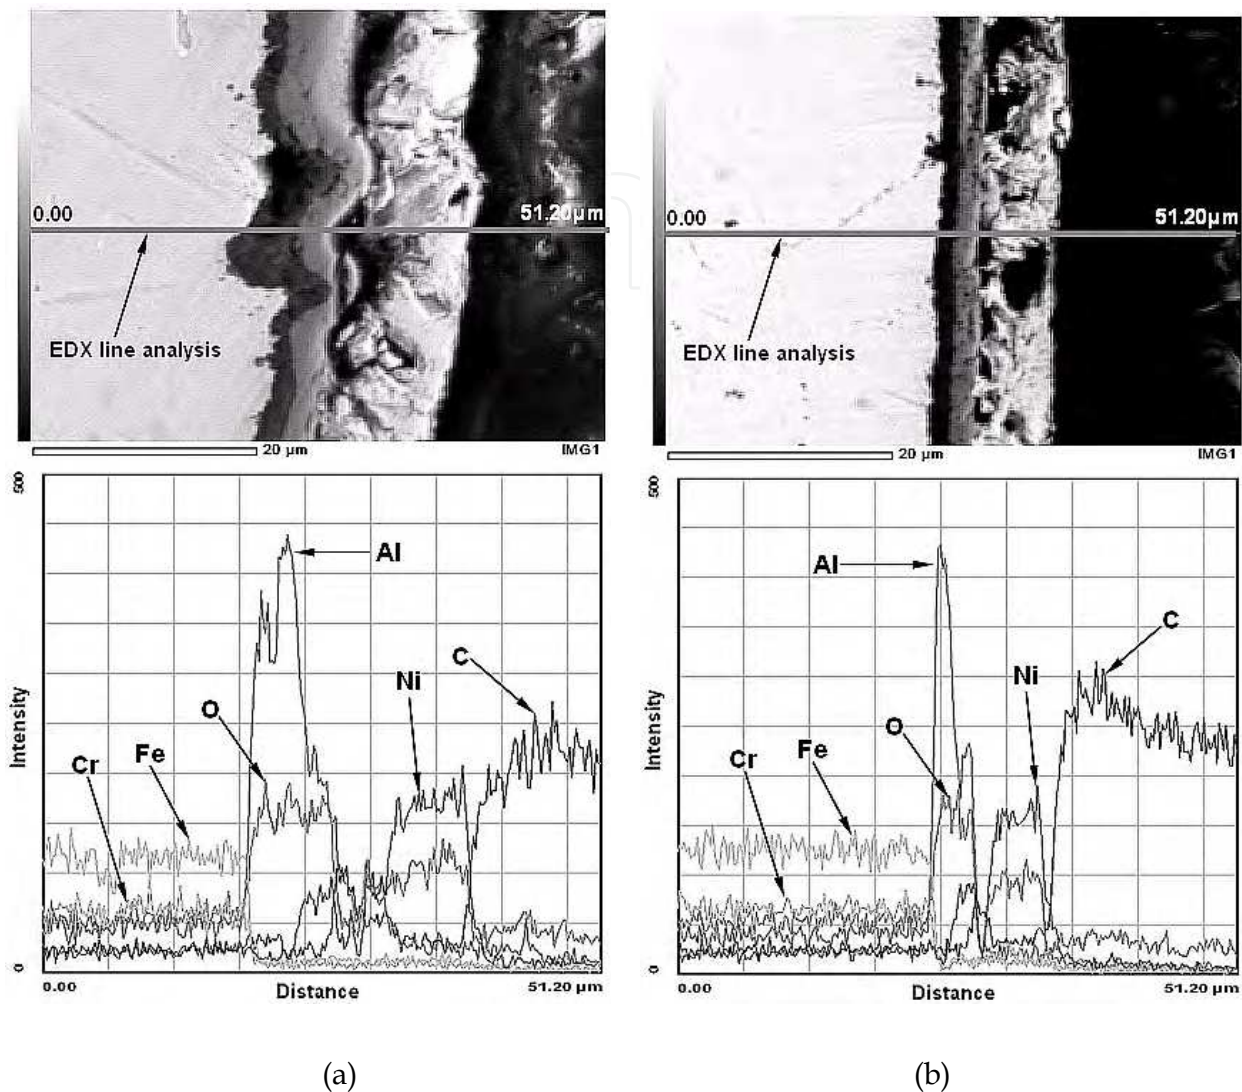 0.00
51.20µm
EDX line analysis
20 µm
IMG1
500
Al
C
Ni
O
Fe
Cr
Intensity
0
0.00
Distance
51.20 µm
(a)
0.00
51.20µm
EDX line analysis
20 µm
IMG1
500
Al
C
Ni
O
Fe
Cr
Intensity
0
0.00
Distance
51.20 µm
(b)